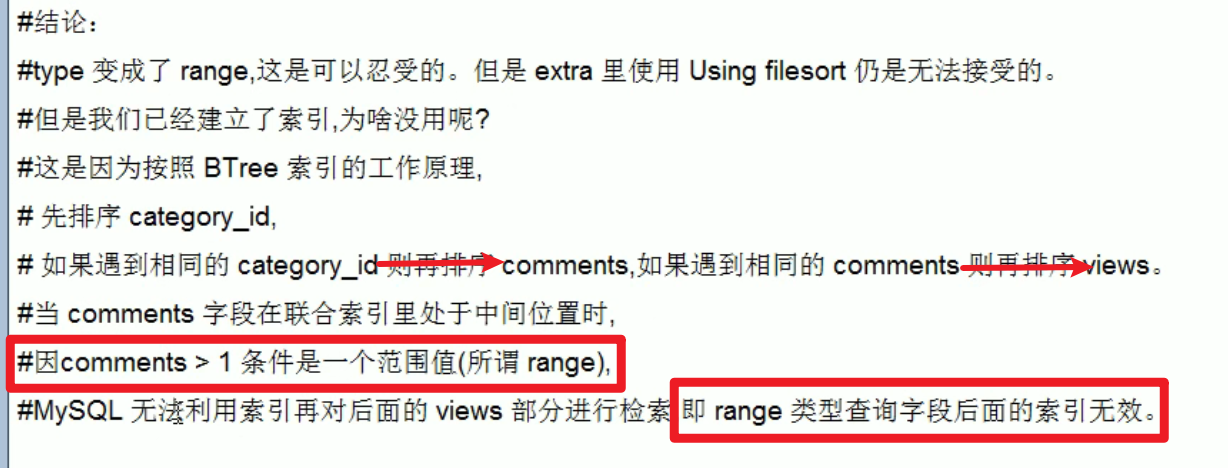 #结论：
#type 变成了 range,这是可以忍受的。但是 extra 里使用 Using filesort 仍是无法接受的。
#但是我们已经建立了索引,为啥没用呢?
#这是因为按照 BTree 索引的工作原理,
# 先排序 category_id,
# 如果遇到相同的 category_id 则再排序 comments,如果遇到相同的 comments 则再排序 views。
#当 comments 字段在联合索引里处于中间位置时,
#因comments > 1 条件是一个范围值(所谓 range),
#MySQL 无法利用索引再对后面的 views 部分进行检索,即 range 类型查询字段后面的索引无效。